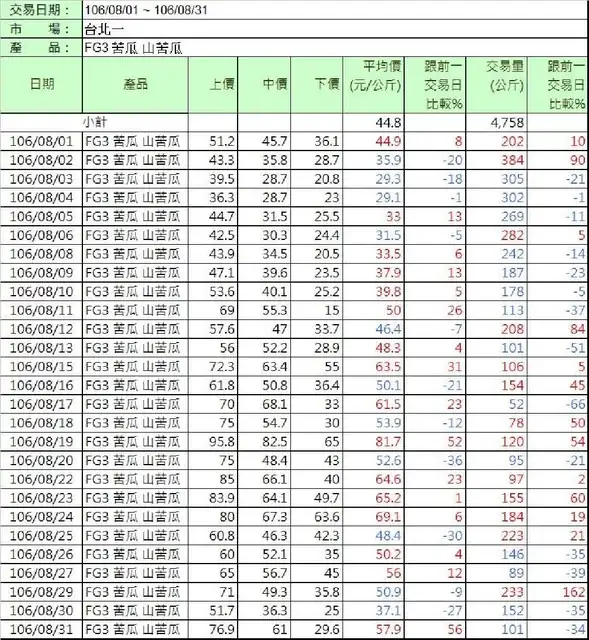 交易日期： 106/08/01 ~ 106/08/31
市　　場： 台北一
產　　品： FG3 苦瓜 山苦瓜
日期 產品 上價 中價 下價 平均價(元/公斤) 跟前一交易日比較% 交易量(公斤) 跟前一交易日比較%
小計 44.8 4,758
106/08/01 FG3 苦瓜 山苦瓜 51.2 45.7 36.1 44.9 8 202 10
106/08/02 FG3 苦瓜 山苦瓜 43.3 35.8 28.7 35.9 -20 384 90
106/08/03 FG3 苦瓜 山苦瓜 39.5 28.7 20.8 29.3 -18 305 -21
106/08/04 FG3 苦瓜 山苦瓜 36.3 28.7 23 29.1 -1 302 -1
106/08/05 FG3 苦瓜 山苦瓜 44.7 31.5 25.5 33 13 269 -11
106/08/06 FG3 苦瓜 山苦瓜 42.5 30.3 24.4 31.5 -5 282 5
106/08/08 FG3 苦瓜 山苦瓜 43.9 34.5 20.5 33.5 6 242 -14
106/08/09 FG3 苦瓜 山苦瓜 47.1 39.6 23.5 37.9 13 187 -23
106/08/10 FG3 苦瓜 山苦瓜 53.6 40.1 25.2 39.8 5 178 -5
106/08/11 FG3 苦瓜 山苦瓜 69 55.3 15 50 26 113 -37
106/08/12 FG3 苦瓜 山苦瓜 57.6 47 33.7 46.4 -7 208 84
106/08/13 FG3 苦瓜 山苦瓜 56 52.2 28.9 48.3 4 101 -51
106/08/15 FG3 苦瓜 山苦瓜 72.3 63.4 55 63.5 31 106 5
106/08/16 FG3 苦瓜 山苦瓜 61.8 50.8 36.4 50.1 -21 154 45
106/08/17 FG3 苦瓜 山苦瓜 70 68.1 33 61.5 23 52 -66
106/08/18 FG3 苦瓜 山苦瓜 75 54.7 30 53.9 -12 78 50
106/08/19 FG3 苦瓜 山苦瓜 95.8 82.5 65 81.7 52 120 54
106/08/20 FG3 苦瓜 山苦瓜 75 48.4 43 52.6 -36 95 -21
106/08/22 FG3 苦瓜 山苦瓜 85 66.1 40 64.6 23 97 2
106/08/23 FG3 苦瓜 山苦瓜 83.9 64.1 49.7 65.2 1 155 60
106/08/24 FG3 苦瓜 山苦瓜 80 67.3 63.6 69.1 6 184 19
106/08/25 FG3 苦瓜 山苦瓜 60.8 46.3 42.3 48.4 -30 223 21
106/08/26 FG3 苦瓜 山苦瓜 60 52.1 35 50.2 4 146 -35
106/08/27 FG3 苦瓜 山苦瓜 65 56.7 45 56 12 89 -39
106/08/29 FG3 苦瓜 山苦瓜 71 49.3 35.8 50.9 -9 233 162
106/08/30 FG3 苦瓜 山苦瓜 51.7 36.3 25 37.1 -27 152 -35
106/08/31 FG3 苦瓜 山苦瓜 76.9 61 29.6 57.9 56 101 -34